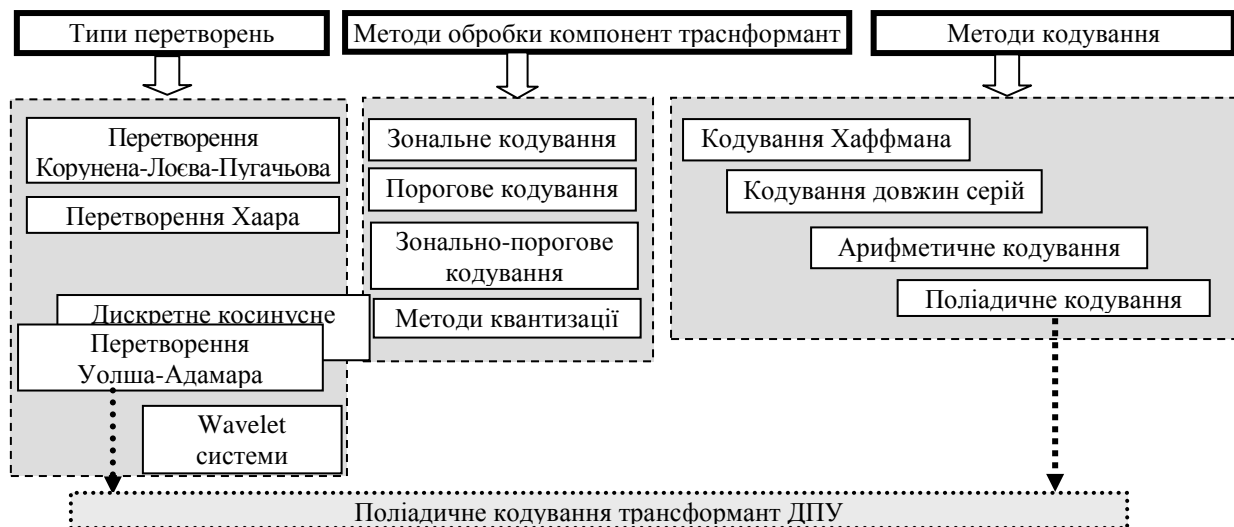 Типи перетворень
Методи обробки компонент траснформант
Методи кодування
Перетворення
Корунена-Лоєва-Пугачьова
Перетворення Хаара
Дискретне косинусне
Перетворення
Уолша-Адамара
Wavelet
системи
Зональне кодування
Порогове кодування
Зонально-порогове
кодування
Методи квантизації
Кодування Хаффмана
Кодування довжин серій
Арифметичне кодування
Поліадичне кодування
Поліадичне кодування трансформант ДПУ